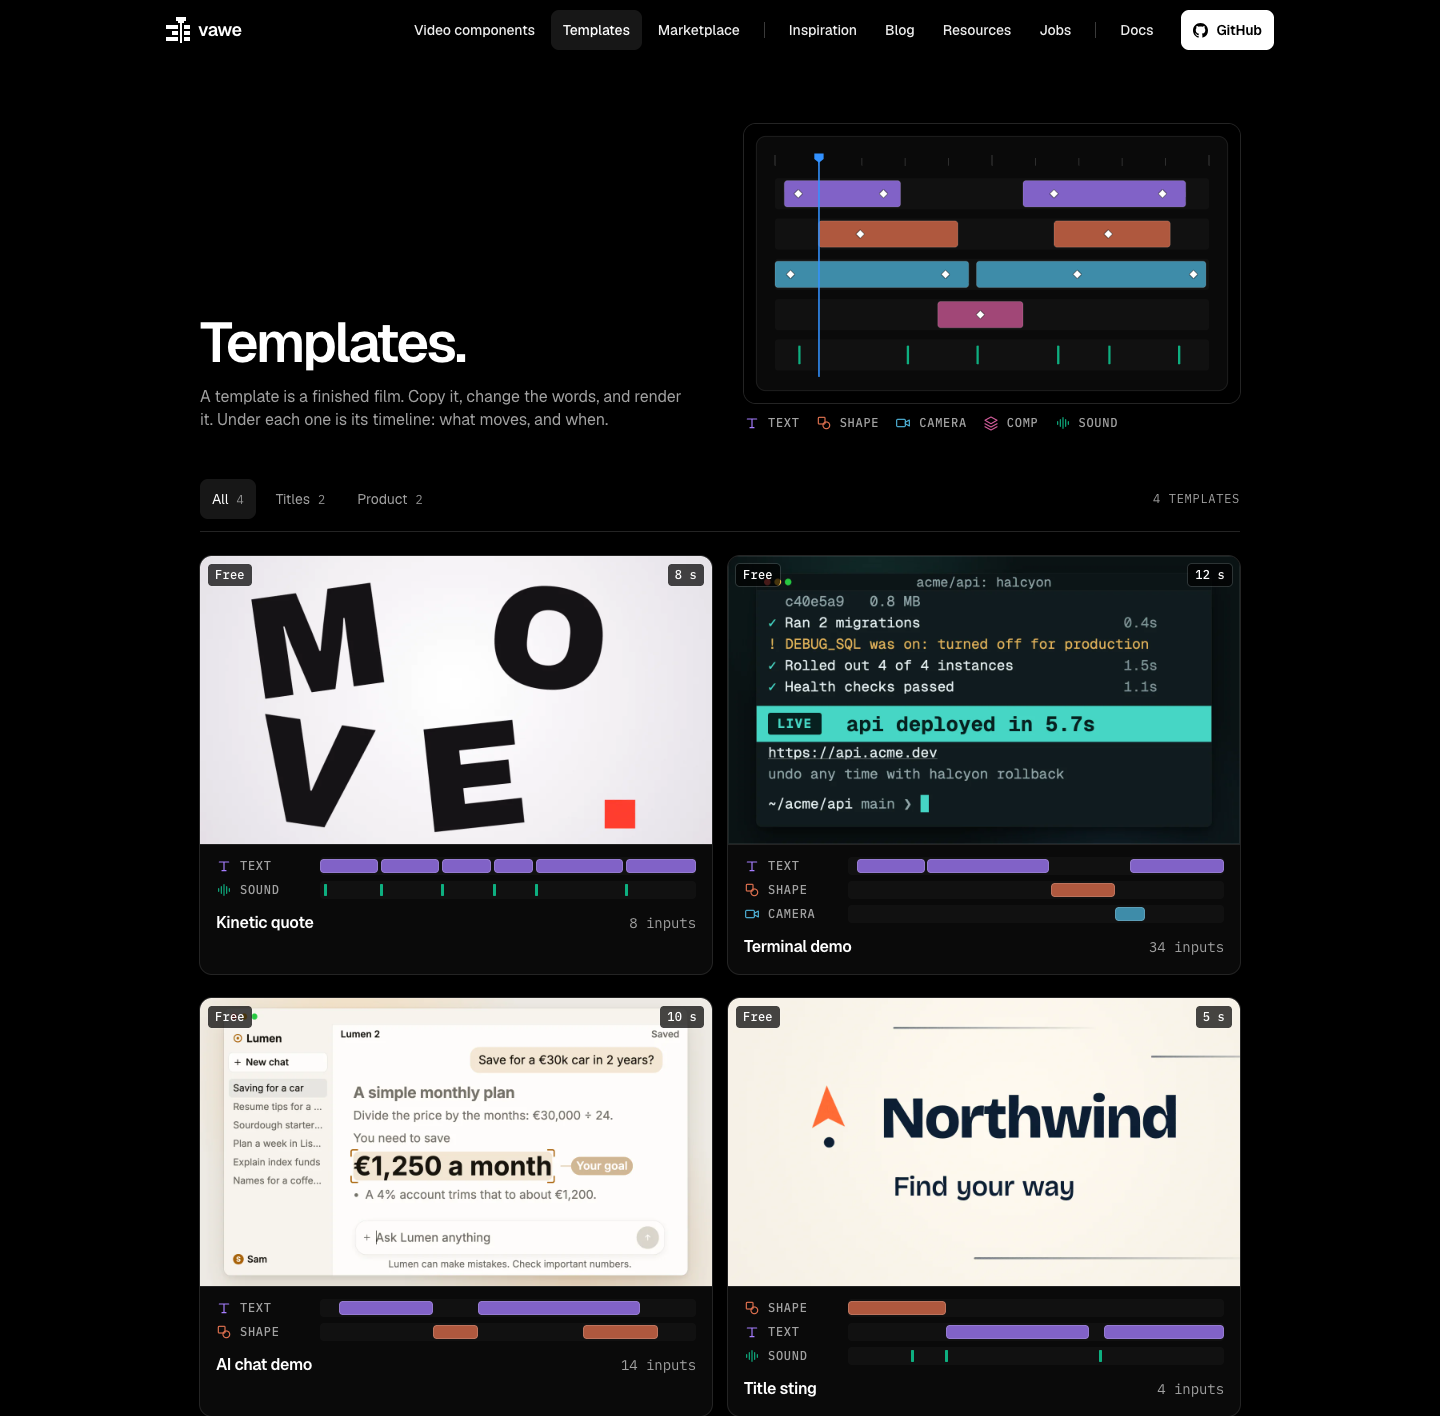 vawe
Video components
Templates
Marketplace
Inspiration
Blog
Resources
Jobs
Docs
GitHub
Templates.
A template is a finished film. Copy it, change the words, and render
it. Under each one is its timeline: what moves, and when.
TEXT
SHAPE
CAMERA
COMP
SOUND
All 4
Titles 2
Product 2
4 TEMPLATES
Free
8 s
M O
V E .
TEXT
SOUND
Kinetic quote
8 inputs
Free
12 s
acme/api: halcyon
c40e5a9 0.8 MB
✓ Ran 2 migrations 0.4s
! DEBUG_SQL was on: turned off for production
✓ Rolled out 4 of 4 instances 1.5s
✓ Health checks passed 1.1s
LIVE api deployed in 5.7s
https://api.acme.dev
undo any time with halcyon rollback
~/acme/api main ❯
TEXT
SHAPE
CAMERA
Terminal demo
34 inputs
Free
10 s
Lumen
+ New chat
Saving for a car
Resume tips for a ...
Sourdough starter...
Plan a week in Lis...
Explain index funds
Names for a coffe...
S Sam
Lumen 2
Saved
Save for a €30k car in 2 years?
A simple monthly plan
Divide the price by the months: €30,000 ÷ 24.
You need to save
€1,250 a month
Your goal
• A 4% account trims that to about €1,200.
+ Ask Lumen anything
Lumen can make mistakes. Check important numbers.
TEXT
SHAPE
AI chat demo
14 inputs
Free
5 s
Northwind
Find your way
SHAPE
TEXT
SOUND
Title sting
4 inputs